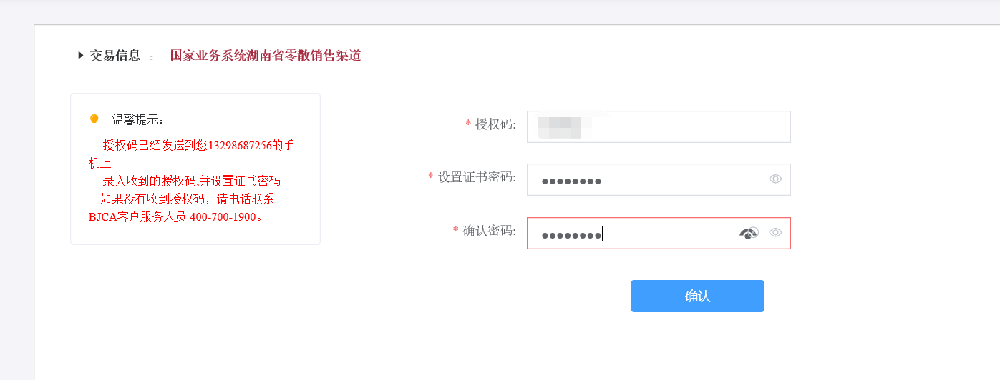 交易信息 : 国家业务系统湖南省零散销售渠道
温馨提示:
授权码已经发送到您13298687256的手
机上
录入收到的授权码,并设置证书密码
如果没有收到授权码，请电话联系
BJCA客户服务人员 400-700-1900。
* 授权码:
* 设置证书密码:
* 确认密码:
确认